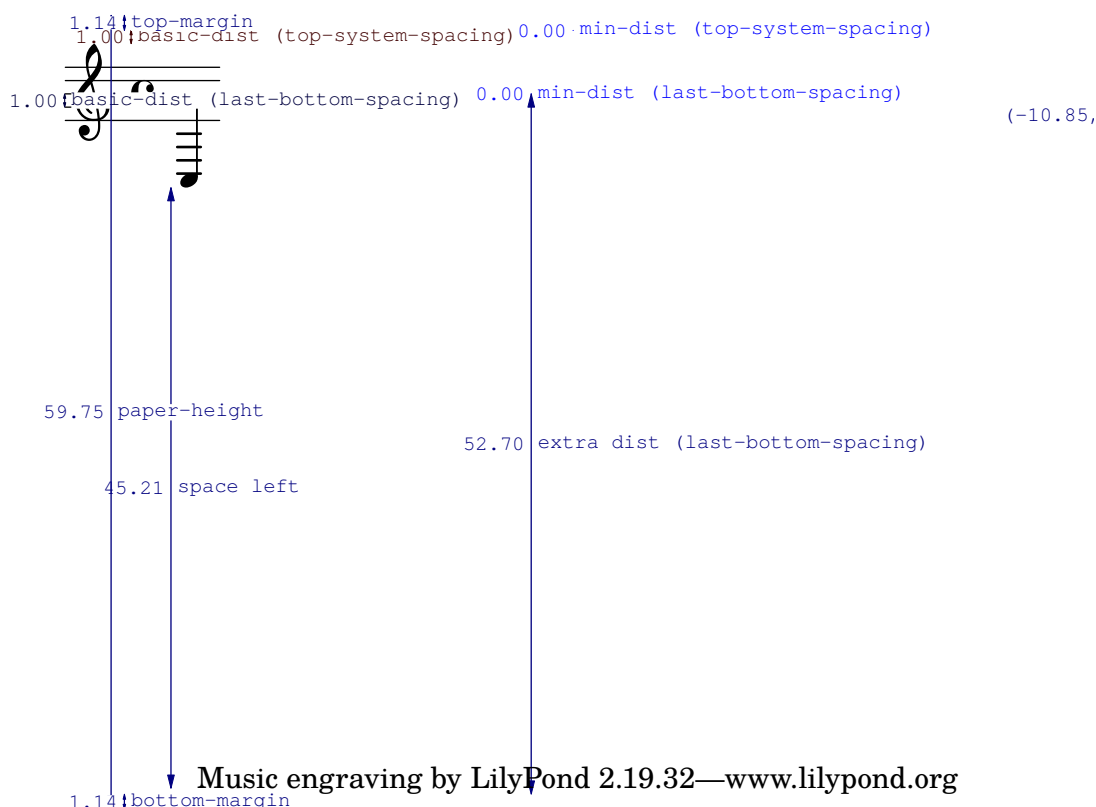 1.14 top-margin
0.00 min-dist (top-system-spacing)
1.00 basic-dist (top-system-spacing)
0.00 min-dist (last-bottom-spacing)
1.00 basic-dist (last-bottom-spacing)
(-10.85,
59.75 paper-height
52.70 extra dist (last-bottom-spacing)
45.21 space left
Music engraving by LilyPond 2.19.32—www.lilypond.org
1.14 bottom-margin